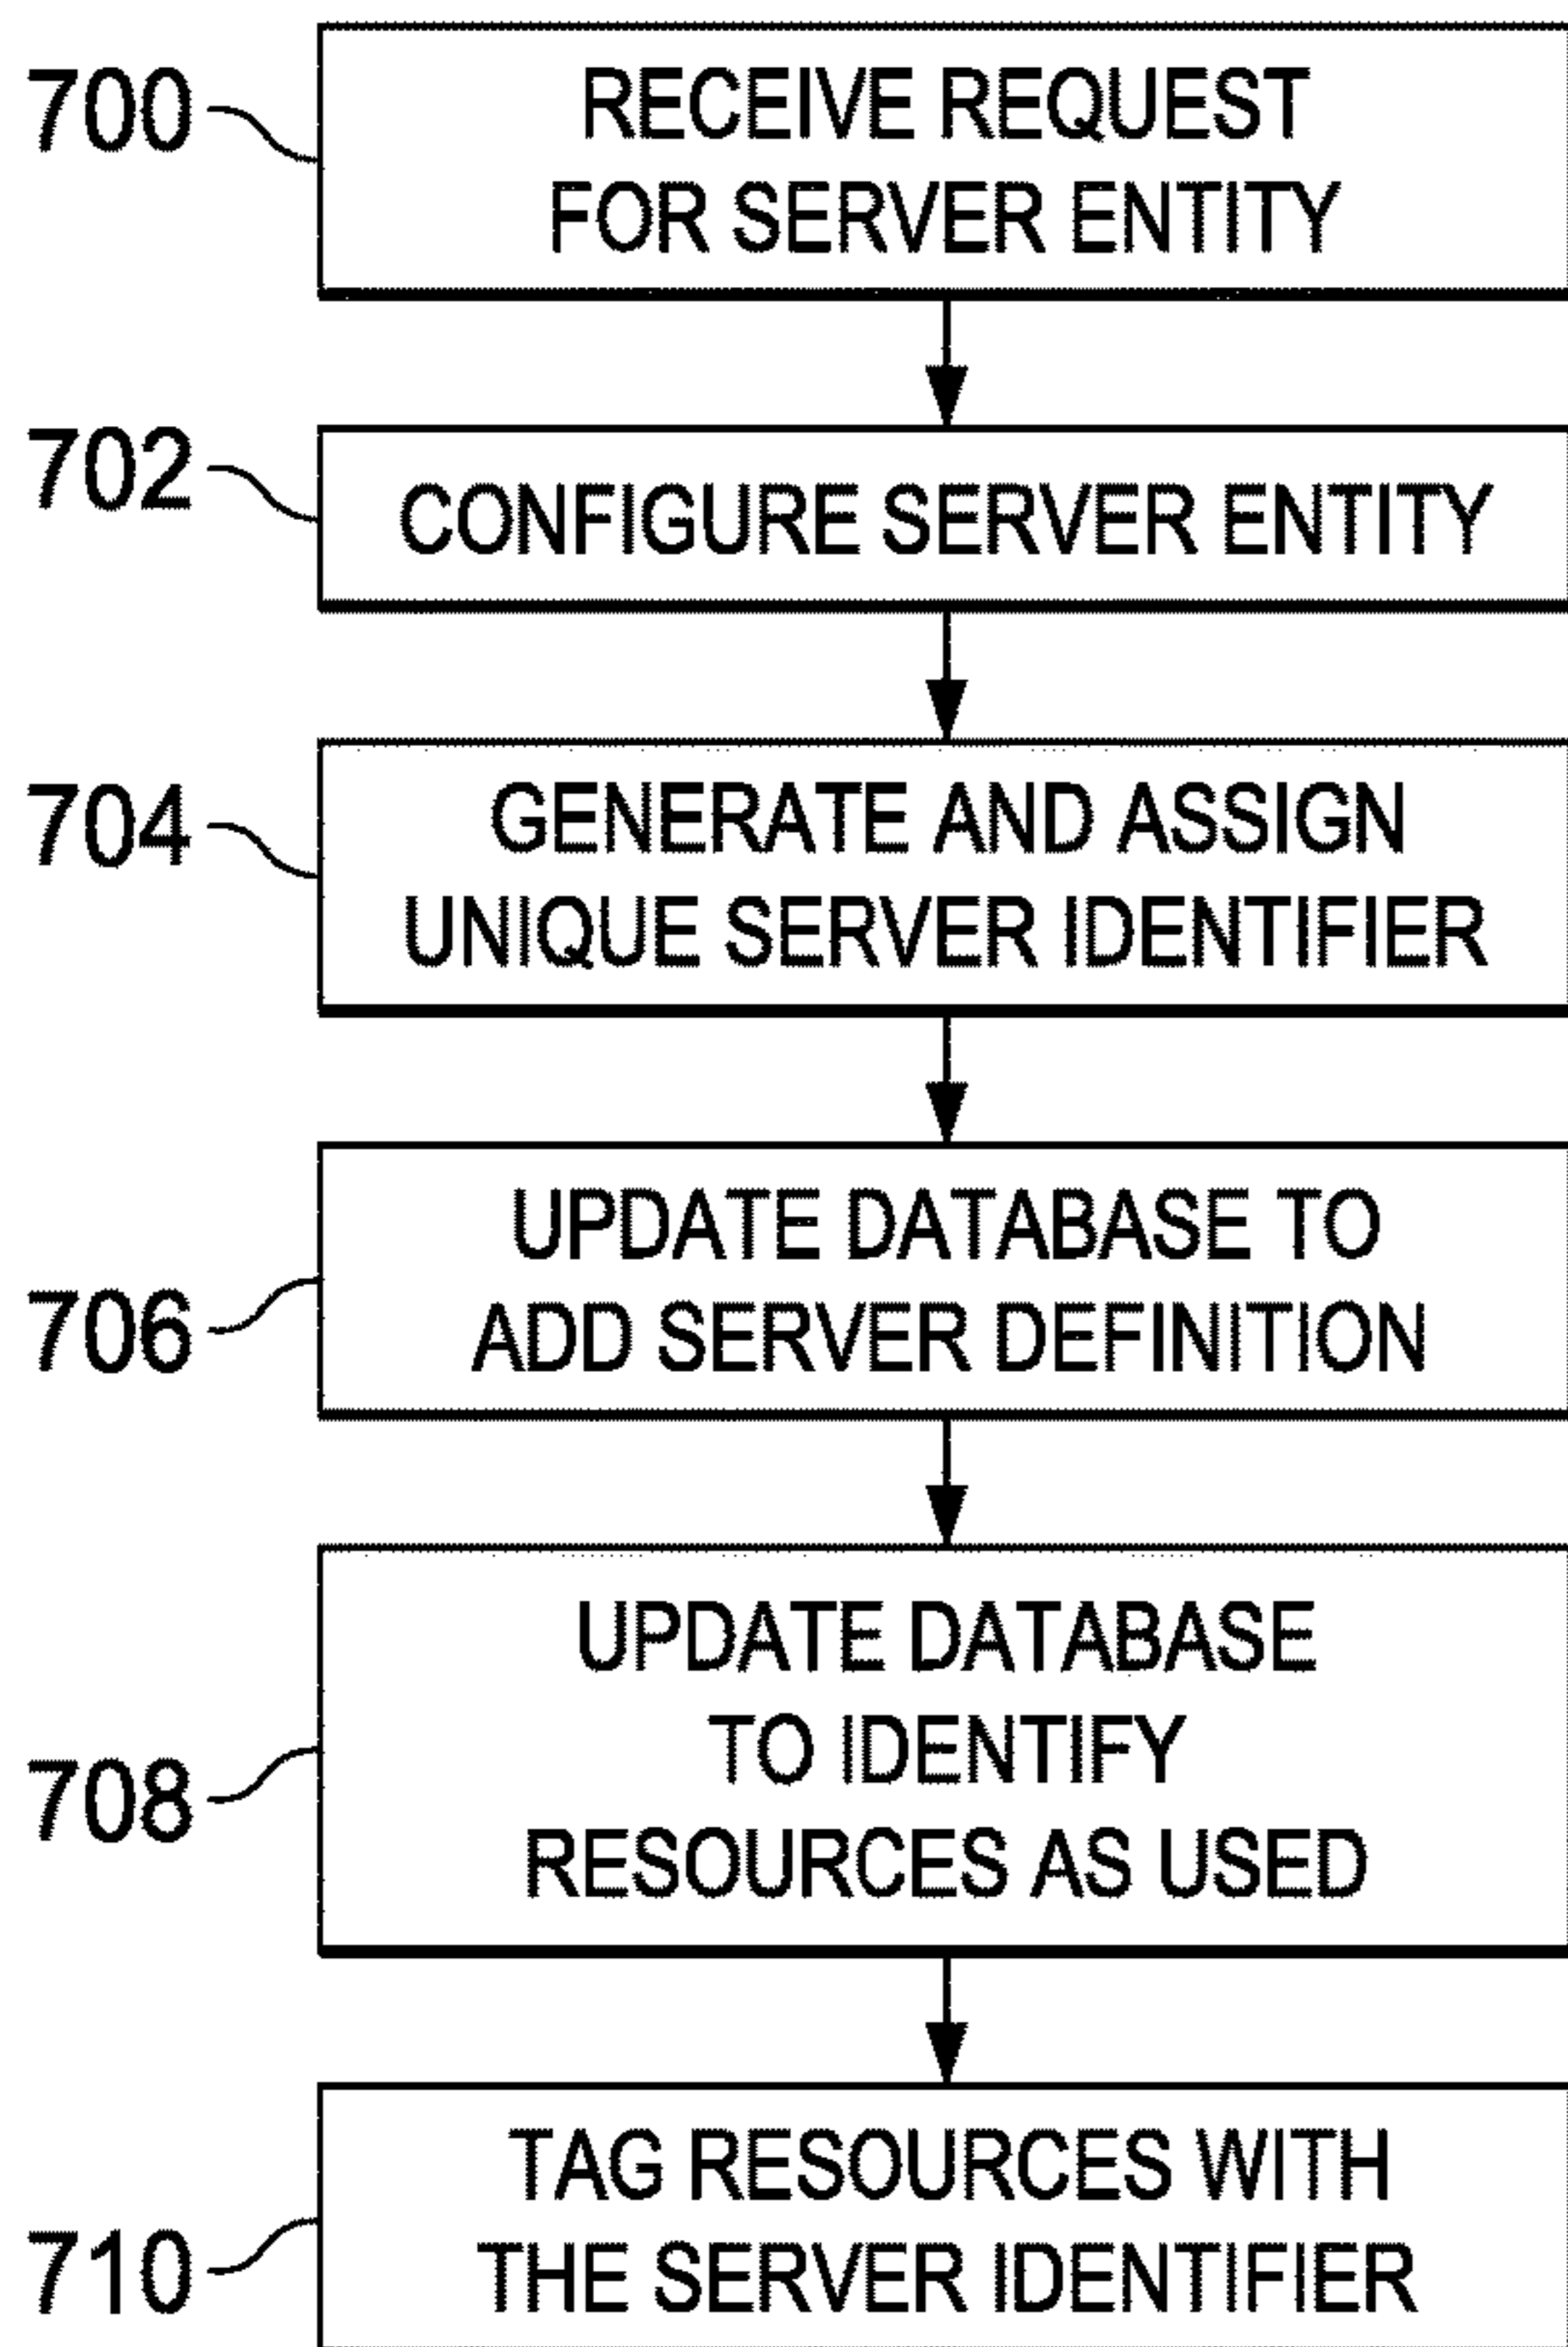 700
RECEIVE REQUEST
FOR SERVER ENTITY
702
CONFIGURE SERVER ENTITY
704
GENERATE AND ASSIGN
UNIQUE SERVER IDENTIFIER
706
UPDATE DATABASE TO
ADD SERVER DEFINITION
708
UPDATE DATABASE
TO IDENTIFY
RESOURCES AS USED
710
TAG RESOURCES WITH
THE SERVER IDENTIFIER